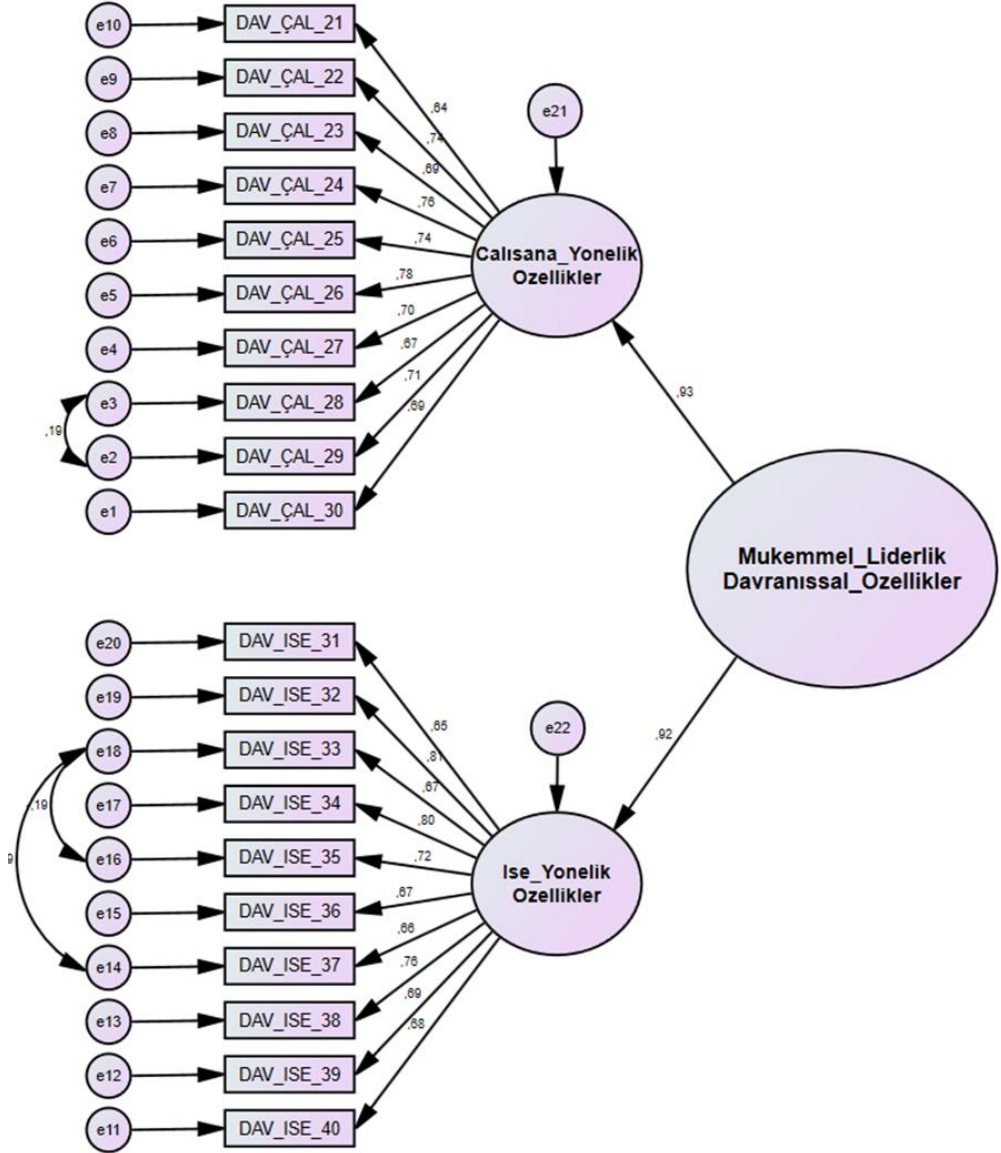 e10
DAV_ÇAL_21
e9
DAV_ÇAL_22
e8
DAV_ÇAL_23
e7
DAV_ÇAL_24
e6
DAV_ÇAL_25
e5
DAV_ÇAL_26
e4
DAV_ÇAL_27
e3
DAV_ÇAL_28
e2
DAV_ÇAL_29
e1
DAV_ÇAL_30
,19
,64
,74
,69
,76
,74
,78
,70
,67
,71
,69
e21
Calısana_Yonelik
Ozellikler
,93
Mukemmel_Liderlik
Davranıssal_Ozellikler
,92
e20
DAV_ISE_31
e19
DAV_ISE_32
e18
DAV_ISE_33
e17
DAV_ISE_34
e16
DAV_ISE_35
e15
DAV_ISE_36
e14
DAV_ISE_37
e13
DAV_ISE_38
e12
DAV_ISE_39
e11
DAV_ISE_40
,19
9
,65
,81
,67
,80
,72
,67
,66
,76
,69
,68
e22
Ise_Yonelik
Ozellikler